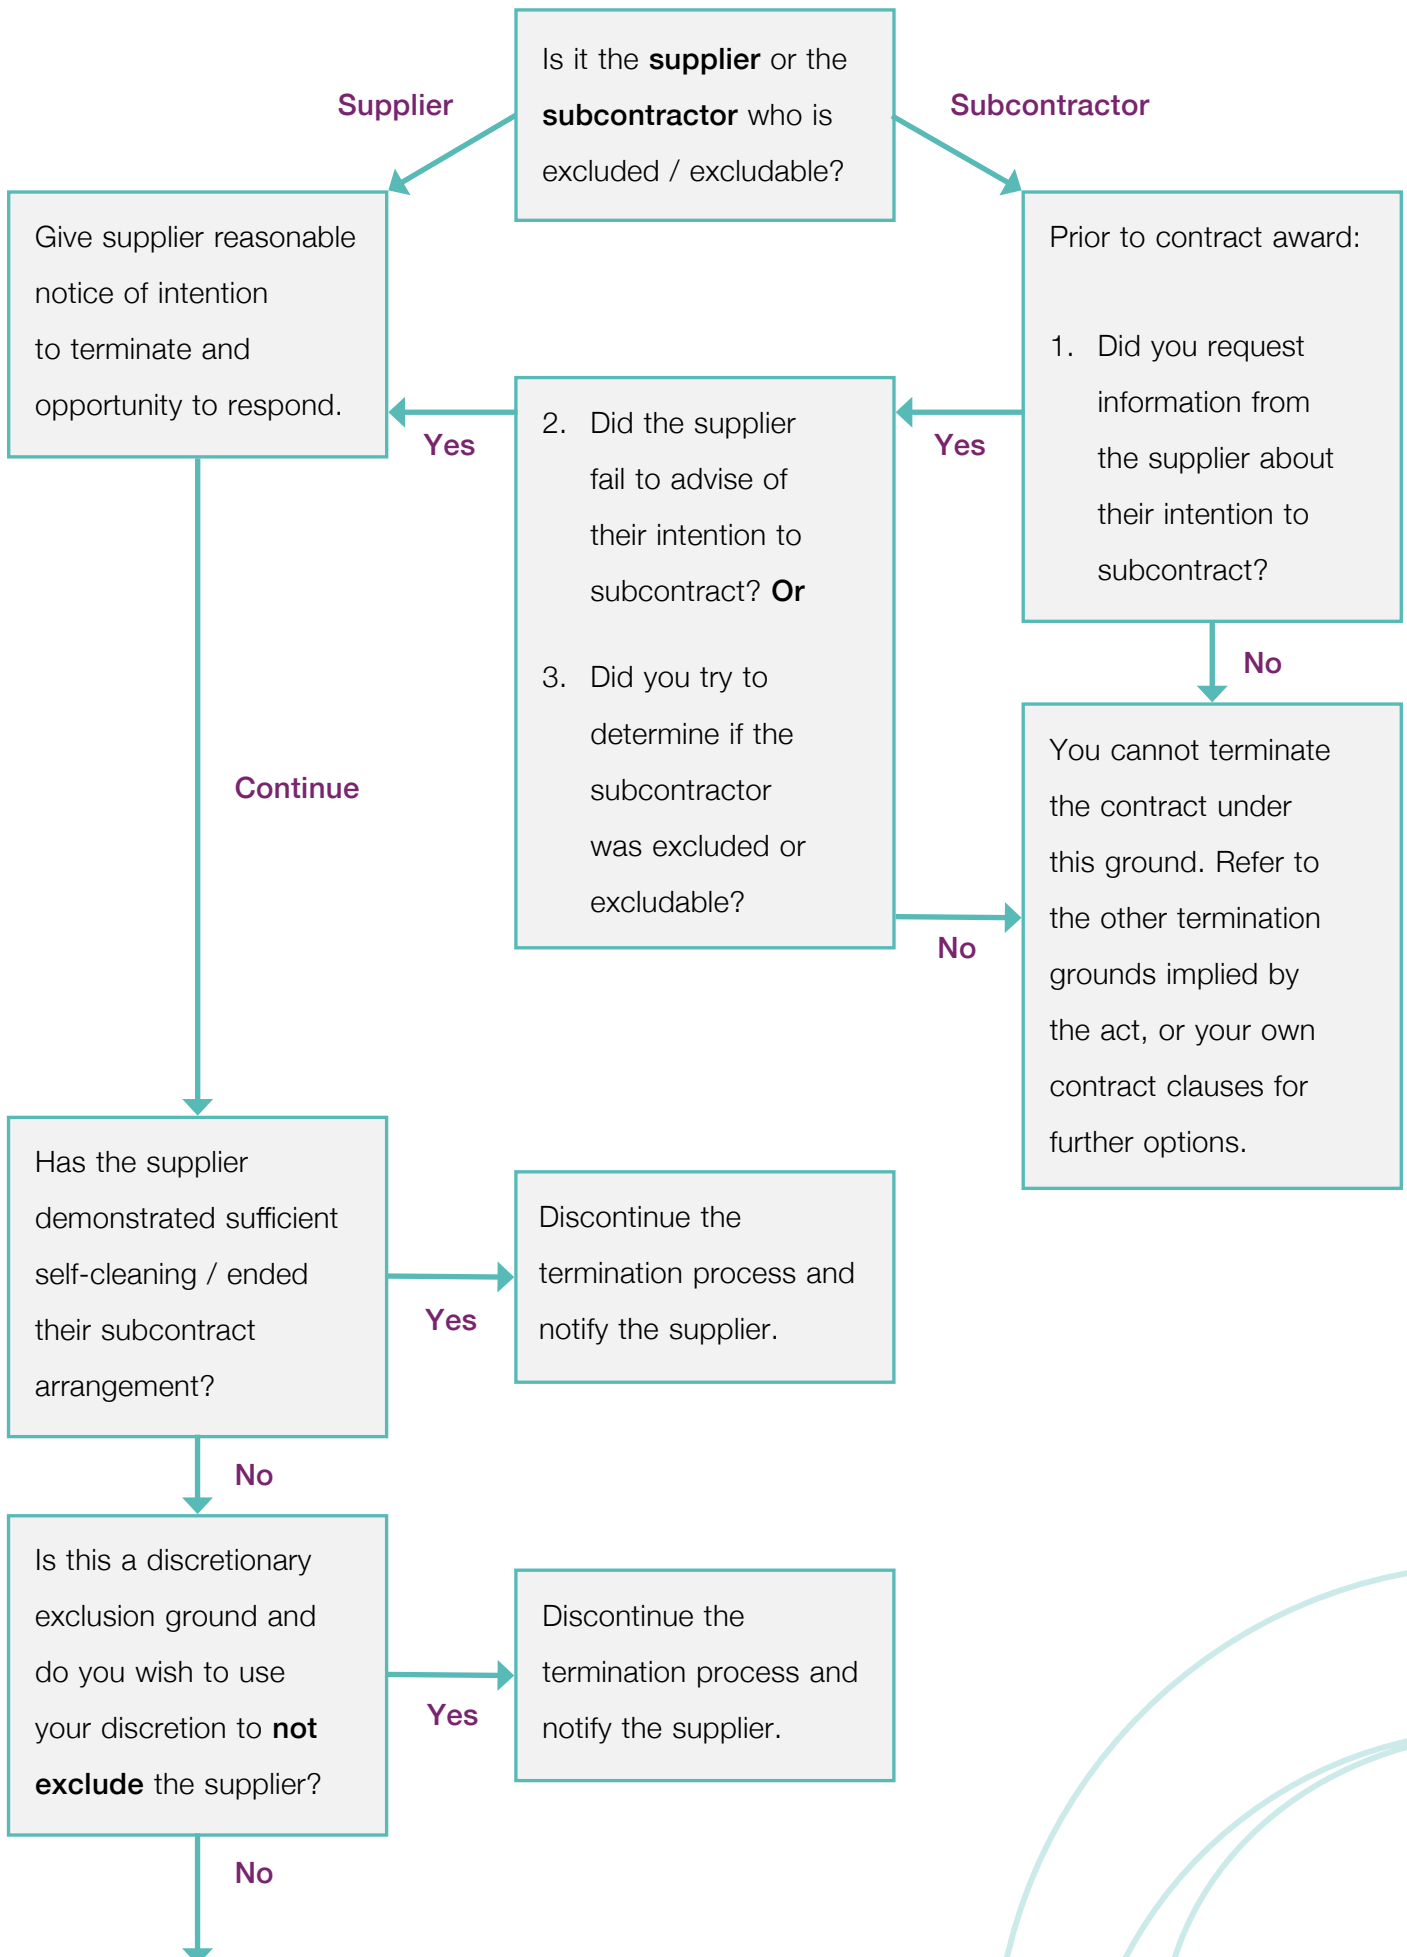 Is it the supplier or the
subcontractor who is
excluded / excludable?
Supplier
Subcontractor
Give supplier reasonable
notice of intention
to terminate and
opportunity to respond.
Prior to contract award:
1. Did you request
information from
the supplier about
their intention to
subcontract?
Yes
Yes
2. Did the supplier
fail to advise of
their intention to
subcontract? Or
3. Did you try to
determine if the
subcontractor
was excluded or
excludable?
No
No
You cannot terminate
the contract under
this ground. Refer to
the other termination
grounds implied by
the act, or your own
contract clauses for
further options.
Continue
Has the supplier
demonstrated sufficient
self-cleaning / ended
their subcontract
arrangement?
Yes
Discontinue the
termination process and
notify the supplier.
No
Is this a discretionary
exclusion ground and
do you wish to use
your discretion to not
exclude the supplier?
Yes
Discontinue the
termination process and
notify the supplier.
No